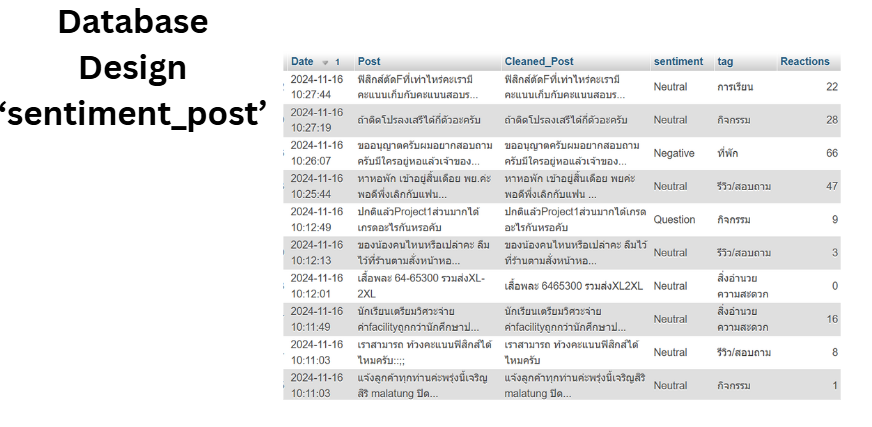 Database
Design
‘sentiment_post’
Date 1 Post Cleaned_Post sentiment tag Reactions
2024-11-16 ฟิสิกส์ตัดFที่เท่าไหร่คะเรามี ฟิสิกส์ตัดFที่เท่าไหร่คะเรามี
10:27:44 คะแนนเก็บกับคะแนนสอบร... คะแนนเก็บกับคะแนนสอบร... Neutral การเรียน 22
2024-11-16 ถ้าติดโปรลงเสรีได้กี่ตัวอะครับ ถ้าติดโปรลงเสรีได้กี่ตัวอะครับ Neutral กิจกรรม 28
10:27:19
2024-11-16 ขออนุญาตครับผมอยากสอบถาม ขออนุญาตครับผมอยากสอบถาม
10:26:07 ครับมีใครอยู่หอแล้วเจ้าของ... ครับมีใครอยู่หอแล้วเจ้าของ... Negative ที่พัก 66
2024-11-16 หาหอพัก เข้าอยู่สิ้นเดือย พย.ค่ะ หาหอพัก เข้าอยู่สิ้นเดือย พยค่ะ
10:25:44 พอดีพึ่งเลิกกับแฟน... พอดีพึ่งเลิกกับแฟน ... Neutral รีวิว/สอบถาม 47
2024-11-16 ปกติแล้วProject1ส่วนมากได้ ปกติแล้วProject1ส่วนมากได้เกรด
10:12:49 เกรดอะไรกันหรอคับ อะไรกันหรอคับ Question กิจกรรม 9
2024-11-16 ของน้องคนไหนหรือเปล่าคะ ลืม ของน้องคนไหนหรือเปล่าคะ ลืมไว้
10:12:13 ไว้ที่ร้านตามสั่งหน้าหอ... ที่ร้านตามสั่งหน้าหอ... Neutral รีวิว/สอบถาม 3
2024-11-16 เสื้อพละ 64-65300 รวมส่งXL- เสื้อพละ 6465300 รวมส่งXL2XL Neutral สิ่งอำนวย 0
10:12:01 2XL ความสะดวก
2024-11-16 นักเรียนเตรียมวิศวะจ่าย นักเรียนเตรียมวิศวะจ่าย สิ่งอำนวย
10:11:49 ค่าfacilityถูกกว่านักศึกษาป... ค่าfacilityถูกกว่านักศึกษาป... Neutral ความสะดวก 16
2024-11-16 เราสามารถ ท้วงคะแนนฟิสิกส์ได้ เราสามารถ ท้วงคะแนนฟิสิกส์ได้
10:11:03 ไหมครับ::;; ไหมครับ Neutral รีวิว/สอบถาม 8
2024-11-16 แจ้งลูกค้าทุกท่านค่ะพรุ่งนี้เจริญ แจ้งลูกค้าทุกท่านค่ะพรุ่งนี้เจริญสิริ
10:11:03 สิริ malatung ปิด... malatung ปิด... Neutral กิจกรรม 1